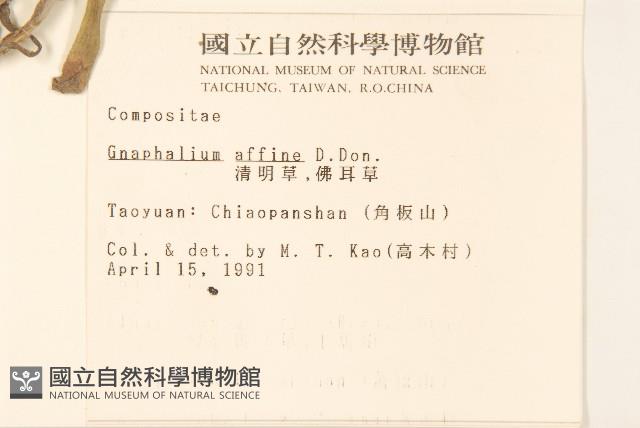 國立自然科學博物館
NATIONAL MUSEUM OF NATURAL SCIENCE
TAICHUNG, TAIWAN, R.O.CHINA
Compositae
Gnaphalium affine D.Don.
清明草,佛耳草
Taoyuan: Chiaopanshan (角板山)
Col. & det. by M. T. Kao(高木村)
April 15, 1991
國立自然科學博物館
NATIONAL MUSEUM OF NATURAL SCIENCE